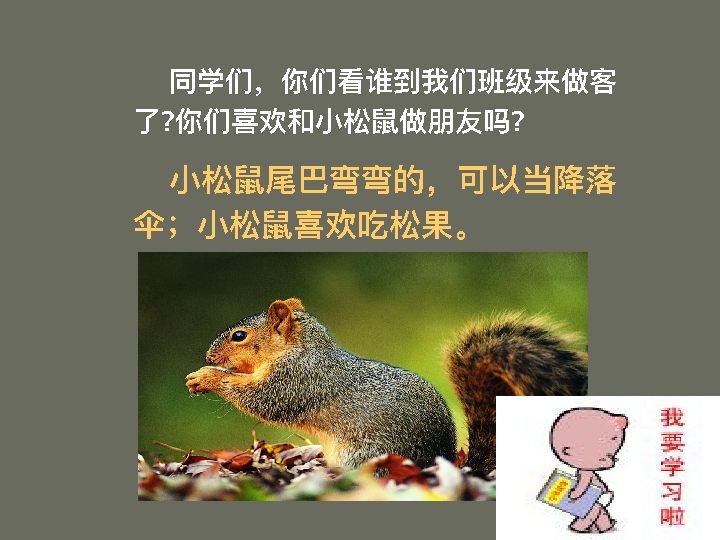 同学们，你们看谁到我们班级来做客
了?你们喜欢和小松鼠做朋友吗?
小松鼠尾巴弯弯的，可以当降落
伞；小松鼠喜欢吃松果。
我
要
学
习
啦